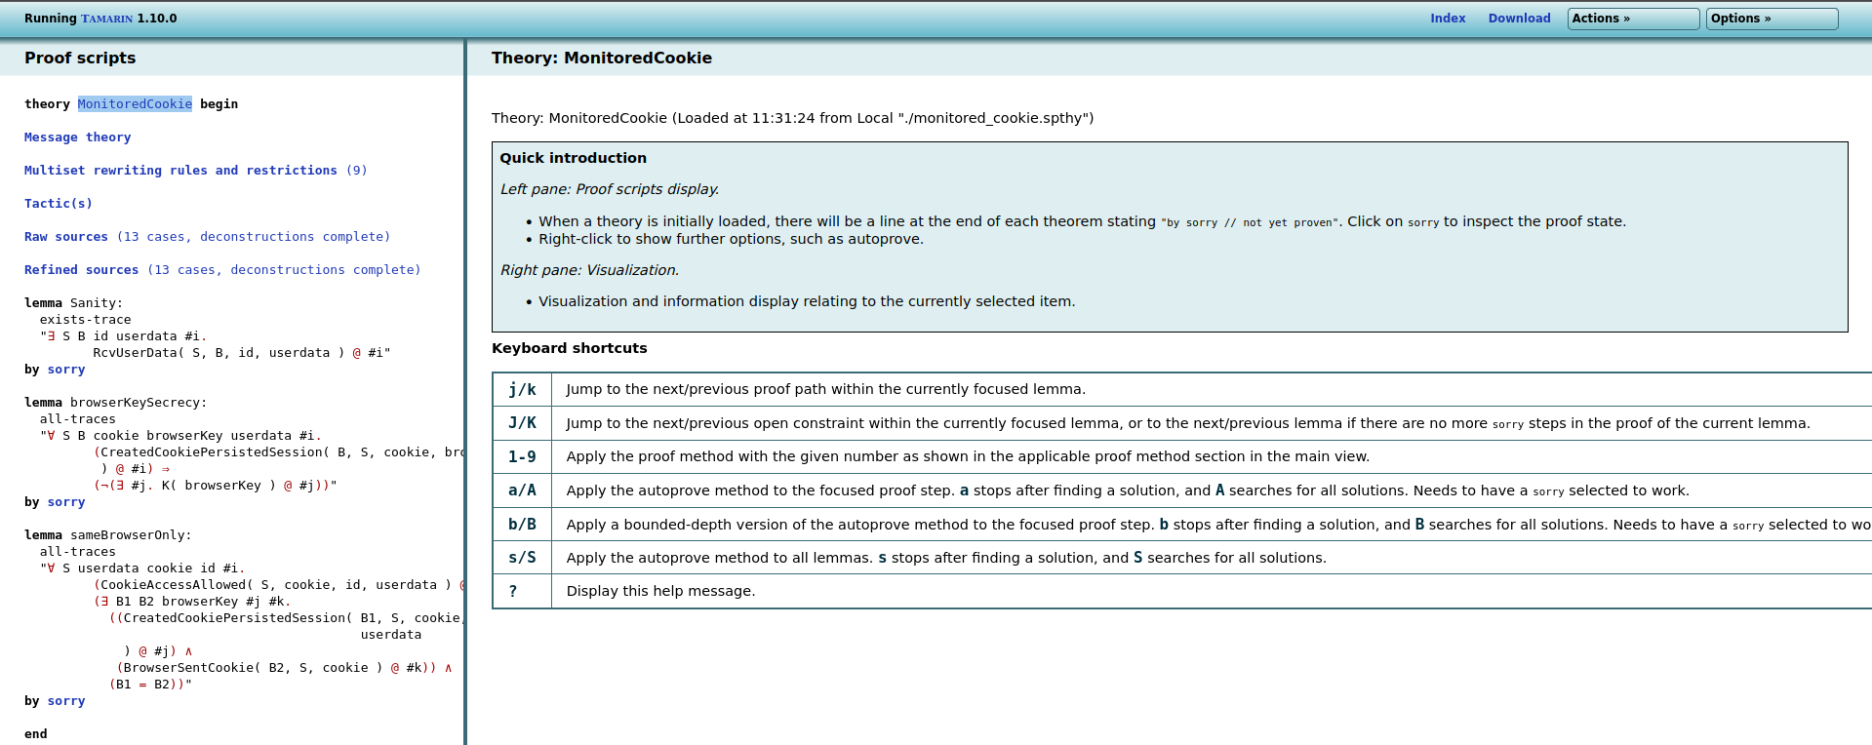 Running TAMARIN 1.10.0
Index Download Actions » Options »
Proof scripts
theory MonitoredCookie begin
Message theory
Multiset rewriting rules and restrictions (9)
Tactic(s)
Raw sources (13 cases, deconstructions complete)
Refined sources (13 cases, deconstructions complete)
lemma Sanity:
exists-trace
"∃ S B id userdata #i.
RcvUserData( S, B, id, userdata ) @ #i"
by sorry
lemma browserKeySecrecy:
all-traces
"∀ S B cookie browserKey userdata #i.
(CreatedCookiePersistedSession( B, S, cookie, bro
) @ #i) ⇒
(¬(∃ #j. K( browserKey ) @ #j))"
by sorry
lemma sameBrowserOnly:
all-traces
"∀ S userdata cookie id #i.
(CookieAccessAllowed( S, cookie, id, userdata ) @
(∃ B1 B2 browserKey #j #k.
((CreatedCookiePersistedSession( B1, S, cookie,
userdata
) @ #j) ∧
(BrowserSentCookie( B2, S, cookie ) @ #k)) ∧
(B1 = B2))"
by sorry
end
Theory: MonitoredCookie
Theory: MonitoredCookie (Loaded at 11:31:24 from Local "./monitored_cookie.spthy")
Quick introduction
Left pane: Proof scripts display.
• When a theory is initially loaded, there will be a line at the end of each theorem stating "by sorry // not yet proven". Click on sorry to inspect the proof state.
• Right-click to show further options, such as autoprove.
Right pane: Visualization.
• Visualization and information display relating to the currently selected item.
Keyboard shortcuts
j/k Jump to the next/previous proof path within the currently focused lemma.
J/K Jump to the next/previous open constraint within the currently focused lemma, or to the next/previous lemma if there are no more sorry steps in the proof of the current lemma.
1-9 Apply the proof method with the given number as shown in the applicable proof method section in the main view.
a/A Apply the autoprove method to the focused proof step. a stops after finding a solution, and A searches for all solutions. Needs to have a sorry selected to work.
b/B Apply a bounded-depth version of the autoprove method to the focused proof step. b stops after finding a solution, and B searches for all solutions. Needs to have a sorry selected to wo
s/S Apply the autoprove method to all lemmas. s stops after finding a solution, and S searches for all solutions.
? Display this help message.